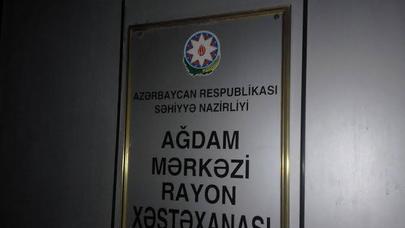 AZƏRBAYCAN RESPUBLİKASI
SƏHİYYƏ NAZİRLİYİ
AĞDAM
MƏRKƏZİ
RAYON
XƏSTƏXANASI